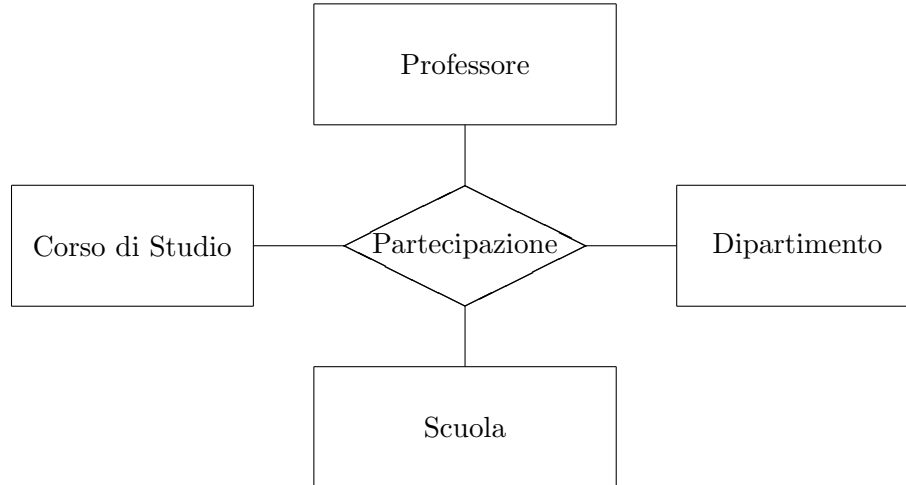 Professore
Corso di Studio
Partecipazione
Dipartimento
Scuola